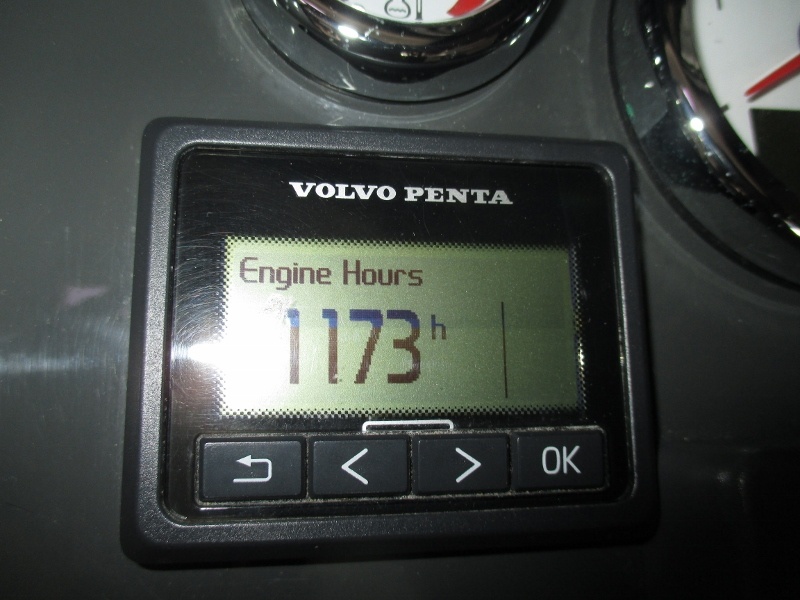 VOLVO PENTA
Engine Hours
1173 h
< > OK